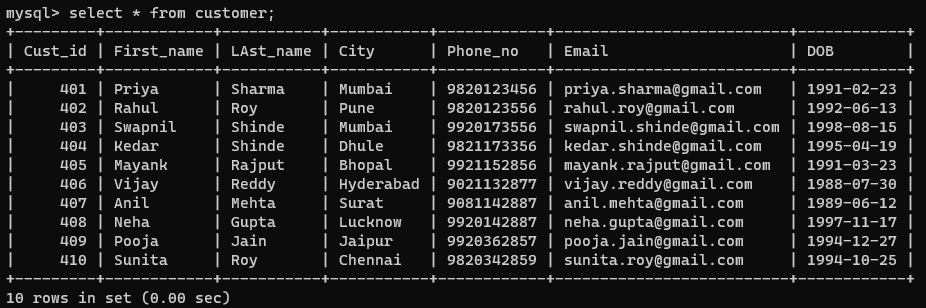 mysql> select * from customer;
+---------+------------+-----------+-----------+------------+--------------------------+------------+
| Cust_id | First_name | LAst_name | City      | Phone_no   | Email                    | DOB        |
+---------+------------+-----------+-----------+------------+--------------------------+------------+
|     401 | Priya      | Sharma    | Mumbai    | 9820123456 | priya.sharma@gmail.com   | 1991-02-23 |
|     402 | Rahul      | Roy       | Pune      | 9820123556 | rahul.roy@gmail.com      | 1992-06-13 |
|     403 | Swapnil    | Shinde    | Mumbai    | 9920173556 | swapnil.shinde@gmail.com | 1998-08-15 |
|     404 | Kedar      | Shinde    | Dhule     | 9821173356 | kedar.shinde@gmail.com   | 1995-04-19 |
|     405 | Mayank     | Rajput    | Bhopal    | 9921152856 | mayank.rajput@gmail.com  | 1991-03-23 |
|     406 | Vijay      | Reddy     | Hyderabad | 9021132877 | vijay.reddy@gmail.com    | 1988-07-30 |
|     407 | Anil       | Mehta     | Surat     | 9081142887 | anil.mehta@gmail.com     | 1989-06-12 |
|     408 | Neha       | Gupta     | Lucknow   | 9920142887 | neha.gupta@gmail.com     | 1997-11-17 |
|     409 | Pooja      | Jain      | Jaipur    | 9920362857 | pooja.jain@gmail.com     | 1994-12-27 |
|     410 | Sunita     | Roy       | Chennai   | 9820342859 | sunita.roy@gmail.com     | 1994-10-25 |
+---------+------------+-----------+-----------+------------+--------------------------+------------+
10 rows in set (0.00 sec)